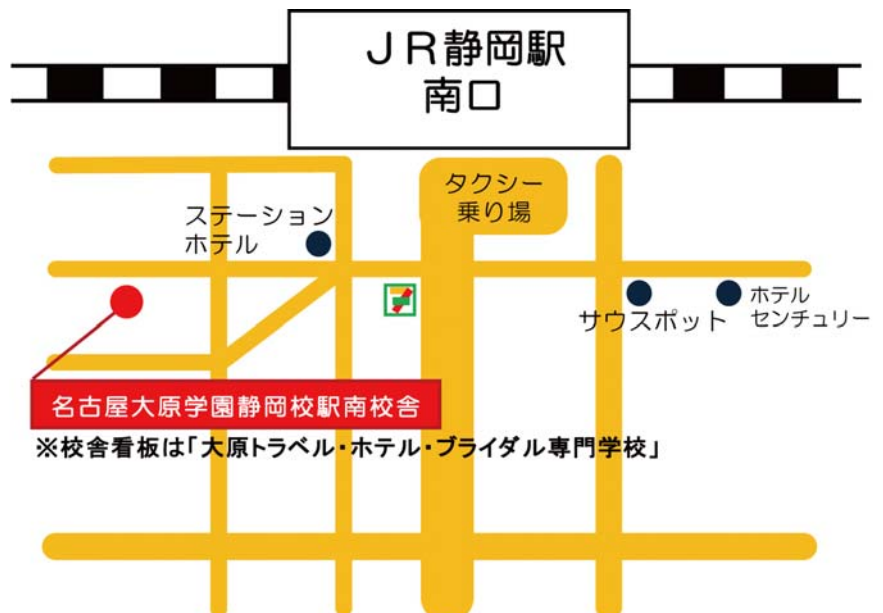 JR静岡駅
南口
タクシー
乗り場
ステーション
ホテル
サウスポット
ホテル
センチュリー
名古屋大原学園静岡校駅南校舎
※校舎看板は「大原トラベル・ホテル・ブライダル専門学校」